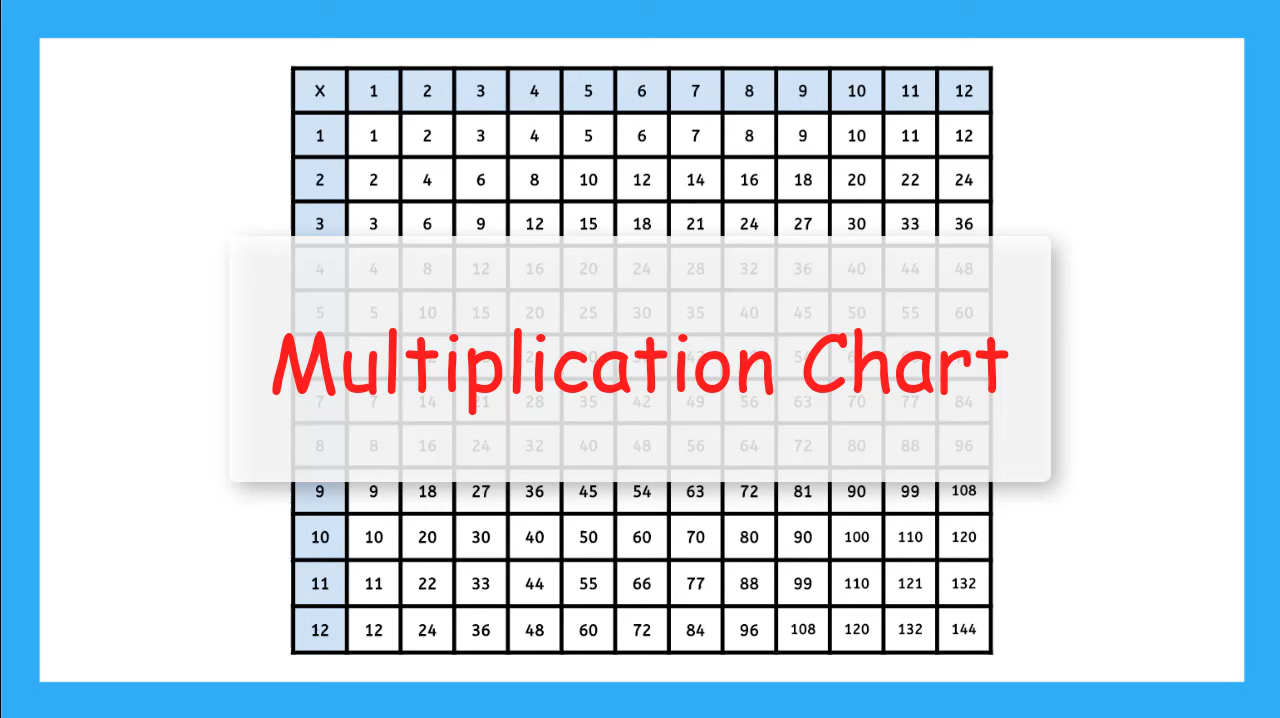 X 1 2 3 4 5 6 7 8 9 10 11 12
1 1 2 3 4 5 6 7 8 9 10 11 12
2 2 4 6 8 10 12 14 16 18 20 22 24
3 3 6 9 12 15 18 21 24 27 30 33 36
4 4 8 12 16 20 24 28 32 36 40 44 48
5 5 10 15 20 25 30 35 40 45 50 55 60
Multiplication Chart
7 7 14 21 28 35 42 49 56 63 70 77 84
8 8 16 24 32 40 48 56 64 72 80 88 96
9 9 18 27 36 45 54 63 72 81 90 99 108
10 10 20 30 40 50 60 70 80 90 100 110 120
11 11 22 33 44 55 66 77 88 99 110 121 132
12 12 24 36 48 60 72 84 96 108 120 132 144